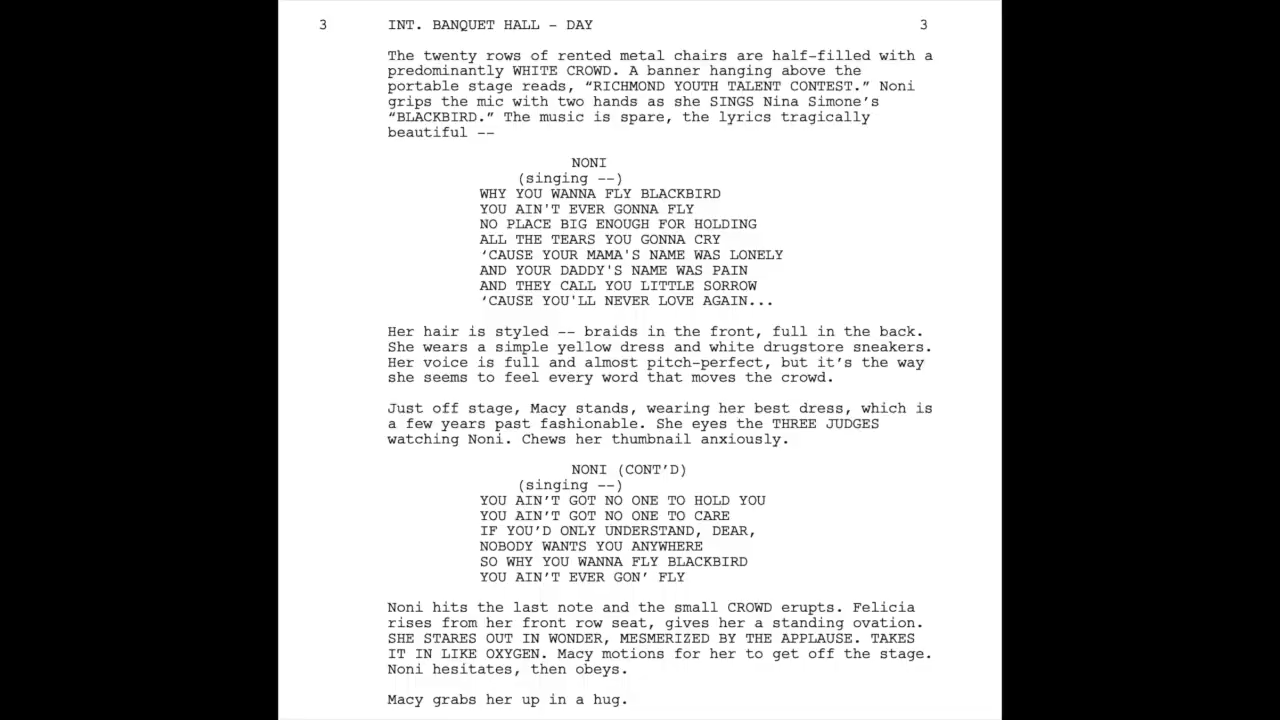 3 INT. BANQUET HALL – DAY 3
The twenty rows of rented metal chairs are half-filled with a
predominantly WHITE CROWD. A banner hanging above the
portable stage reads, “RICHMOND YOUTH TALENT CONTEST.” Noni
grips the mic with two hands as she SINGS Nina Simone’s
“BLACKBIRD.” The music is spare, the lyrics tragically
beautiful --
NONI
(singing --)
WHY YOU WANNA FLY BLACKBIRD
YOU AIN'T EVER GONNA FLY
NO PLACE BIG ENOUGH FOR HOLDING
ALL THE TEARS YOU GONNA CRY
‘CAUSE YOUR MAMA'S NAME WAS LONELY
AND YOUR DADDY'S NAME WAS PAIN
AND THEY CALL YOU LITTLE SORROW
‘CAUSE YOU'LL NEVER LOVE AGAIN...
Her hair is styled -- braids in the front, full in the back.
She wears a simple yellow dress and white drugstore sneakers.
Her voice is full and almost pitch-perfect, but it’s the way
she seems to feel every word that moves the crowd.
Just off stage, Macy stands, wearing her best dress, which is
a few years past fashionable. She eyes the THREE JUDGES
watching Noni. Chews her thumbnail anxiously.
NONI (CONT’D)
(singing --)
YOU AIN’T GOT NO ONE TO HOLD YOU
YOU AIN’T GOT NO ONE TO CARE
IF YOU’D ONLY UNDERSTAND, DEAR,
NOBODY WANTS YOU ANYWHERE
SO WHY YOU WANNA FLY BLACKBIRD
YOU AIN’T EVER GON’ FLY
Noni hits the last note and the small CROWD erupts. Felicia
rises from her front row seat, gives her a standing ovation.
SHE STARES OUT IN WONDER, MESMERIZED BY THE APPLAUSE. TAKES
IT IN LIKE OXYGEN. Macy motions for her to get off the stage.
Noni hesitates, then obeys.
Macy grabs her up in a hug.